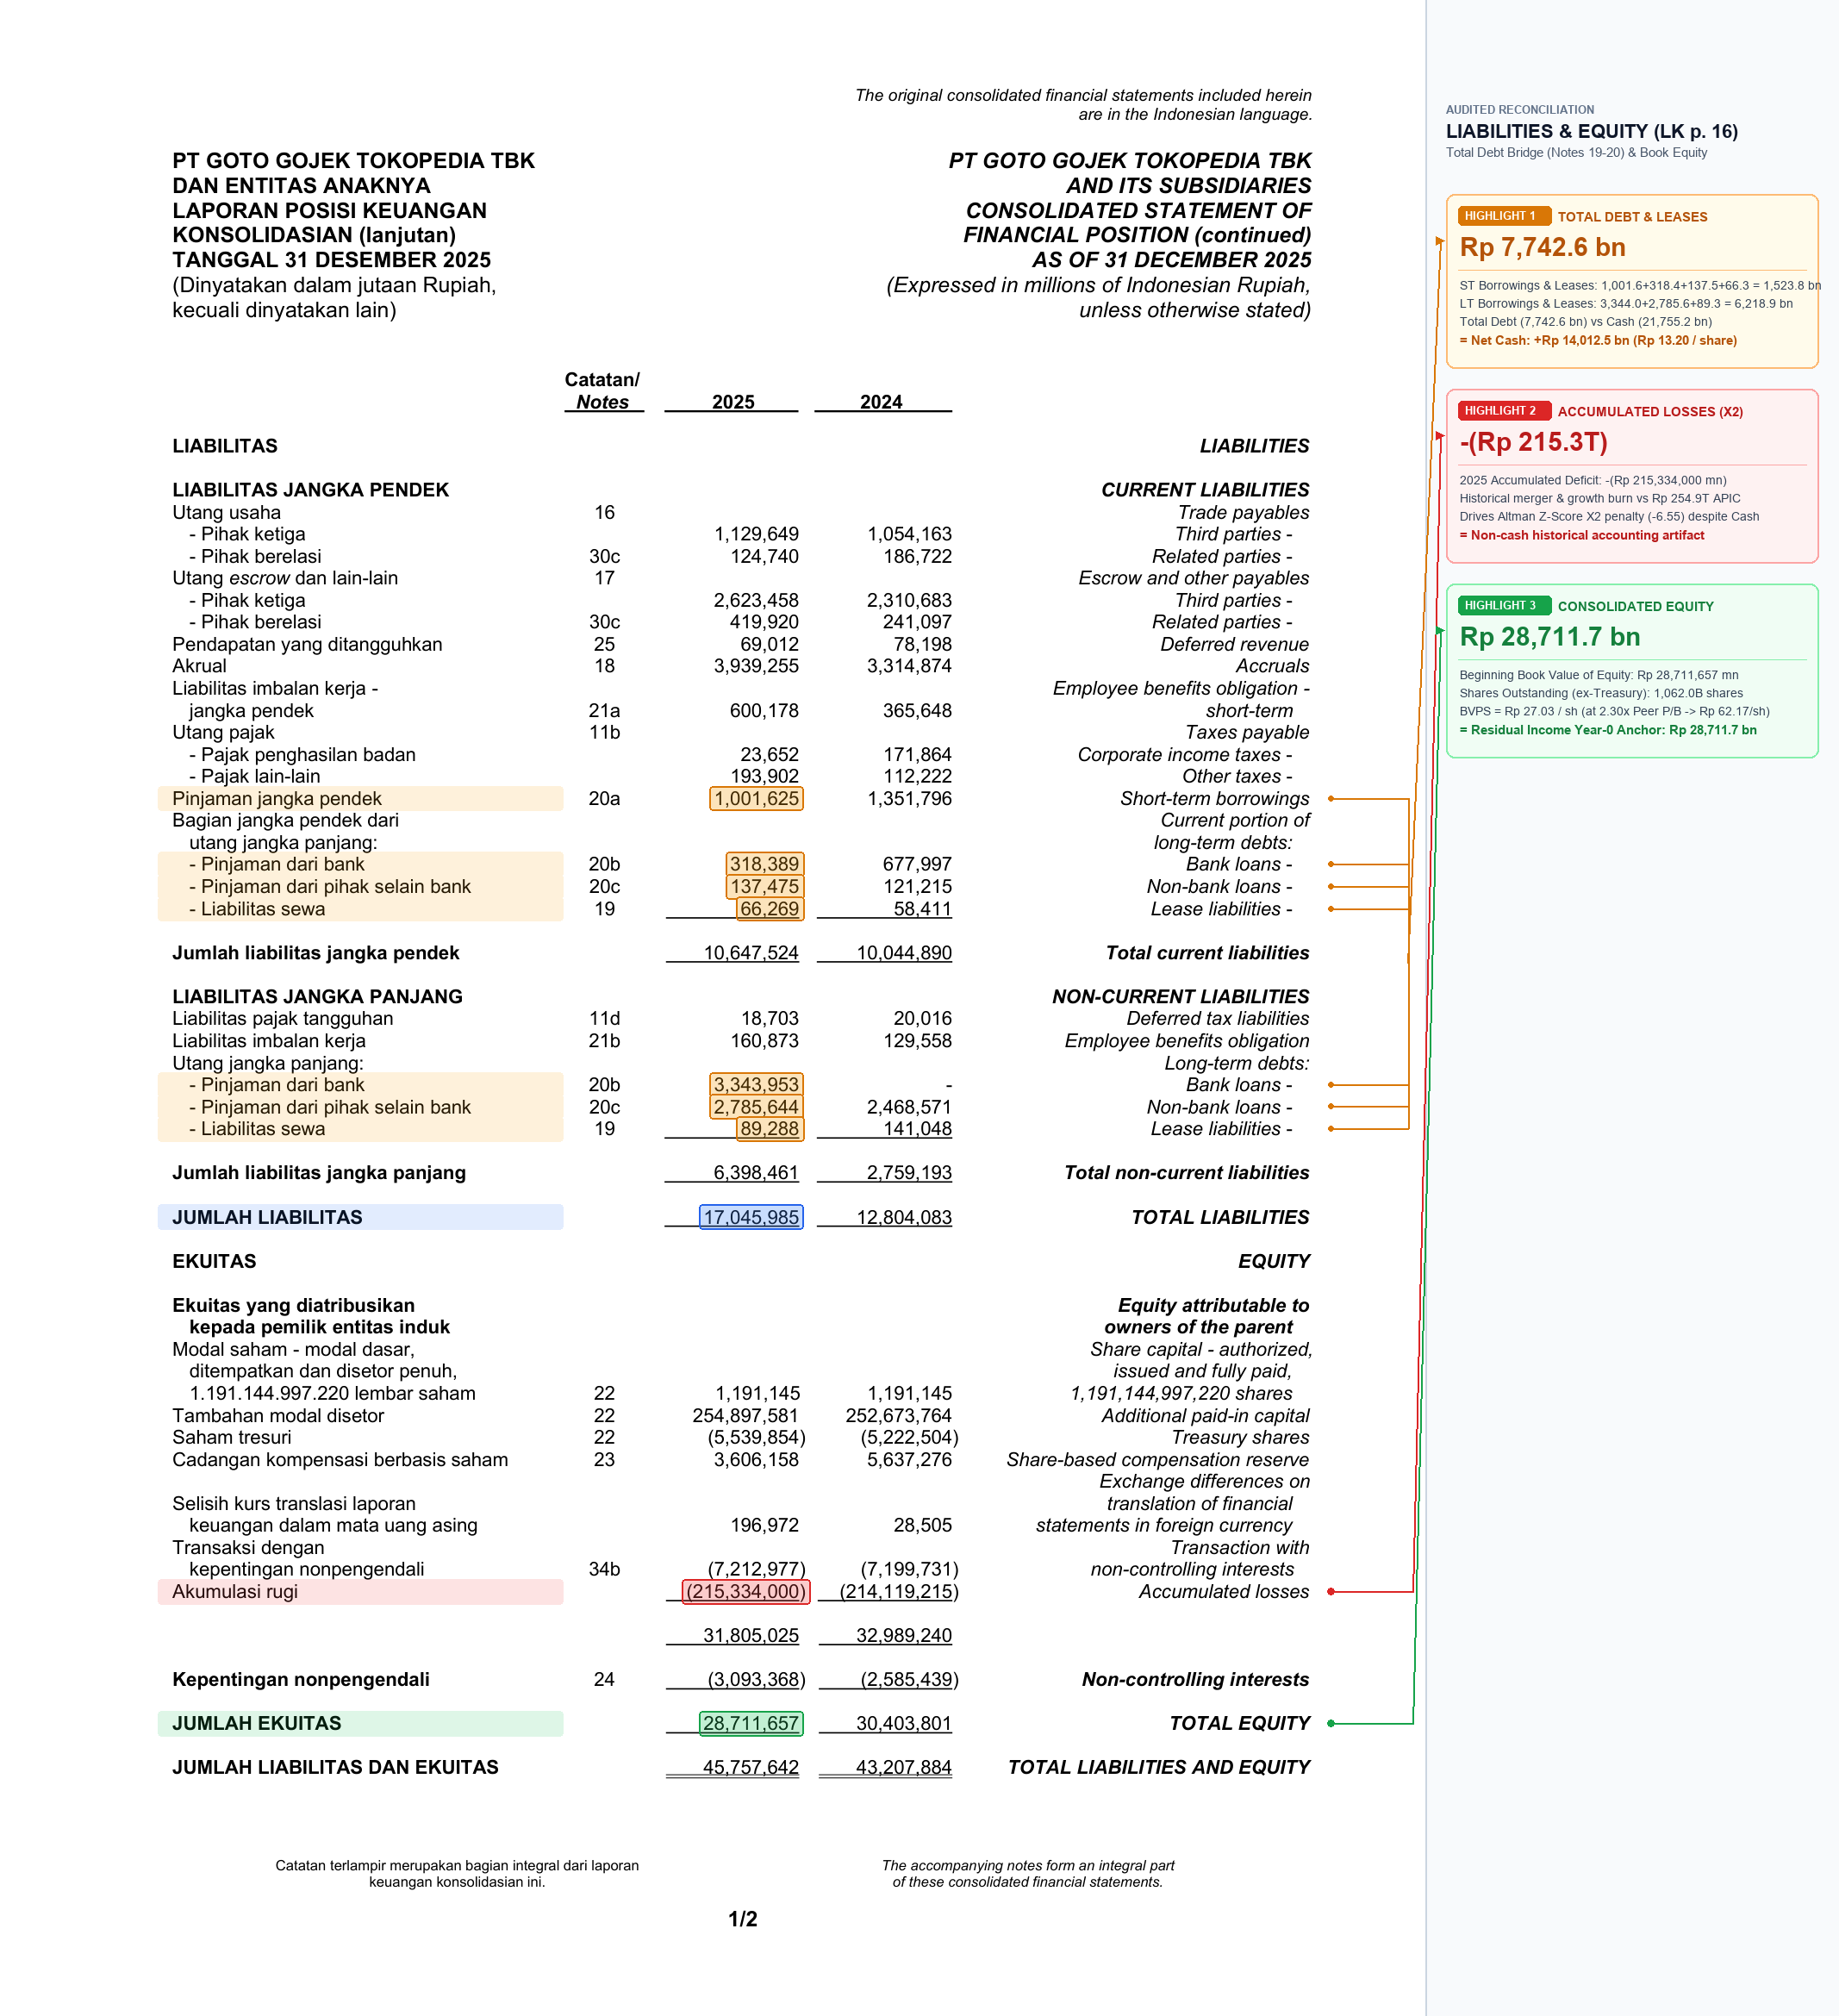 The original consolidated financial statements included herein
are in the Indonesian language.
PT GOTO GOJEK TOKOPEDIA TBK
DAN ENTITAS ANAKNYA
LAPORAN POSISI KEUANGAN
KONSOLIDASIAN (lanjutan)
TANGGAL 31 DESEMBER 2025
(Dinyatakan dalam jutaan Rupiah,
kecuali dinyatakan lain)
PT GOTO GOJEK TOKOPEDIA TBK
AND ITS SUBSIDIARIES
CONSOLIDATED STATEMENT OF
FINANCIAL POSITION (continued)
AS OF 31 DECEMBER 2025
(Expressed in millions of Indonesian Rupiah,
unless otherwise stated)
Catatan/
Notes 2025 2024
LIABILITAS LIABILITIES
LIABILITAS JANGKA PENDEK CURRENT LIABILITIES
Utang usaha 16 Trade payables
- Pihak ketiga 1,129,649 1,054,163 Third parties -
- Pihak berelasi 30c 124,740 186,722 Related parties -
Utang escrow dan lain-lain 17 Escrow and other payables
- Pihak ketiga 2,623,458 2,310,683 Third parties -
- Pihak berelasi 30c 419,920 241,097 Related parties -
Pendapatan yang ditangguhkan 25 69,012 78,198 Deferred revenue
Akrual 18 3,939,255 3,314,874 Accruals
Liabilitas imbalan kerja - Employee benefits obligation -
jangka pendek 21a 600,178 365,648 short-term
Utang pajak 11b Taxes payable
- Pajak penghasilan badan 23,652 171,864 Corporate income taxes -
- Pajak lain-lain 193,902 112,222 Other taxes -
Pinjaman jangka pendek 20a 1,001,625 1,351,796 Short-term borrowings
Bagian jangka pendek dari Current portion of
utang jangka panjang: long-term debts:
- Pinjaman dari bank 20b 318,389 677,997 Bank loans -
- Pinjaman dari pihak selain bank 20c 137,475 121,215 Non-bank loans -
- Liabilitas sewa 19 66,269 58,411 Lease liabilities -
Jumlah liabilitas jangka pendek 10,647,524 10,044,890 Total current liabilities
LIABILITAS JANGKA PANJANG NON-CURRENT LIABILITIES
Liabilitas pajak tangguhan 11d 18,703 20,016 Deferred tax liabilities
Liabilitas imbalan kerja 21b 160,873 129,558 Employee benefits obligation
Utang jangka panjang: Long-term debts:
- Pinjaman dari bank 20b 3,343,953 - Bank loans -
- Pinjaman dari pihak selain bank 20c 2,785,644 2,468,571 Non-bank loans -
- Liabilitas sewa 19 89,288 141,048 Lease liabilities -
Jumlah liabilitas jangka panjang 6,398,461 2,759,193 Total non-current liabilities
JUMLAH LIABILITAS 17,045,985 12,804,083 TOTAL LIABILITIES
EKUITAS EQUITY
Ekuitas yang diatribusikan Equity attributable to
kepada pemilik entitas induk owners of the parent
Modal saham - modal dasar, Share capital - authorized,
ditempatkan dan disetor penuh, issued and fully paid,
1.191.144.997.220 lembar saham 22 1,191,145 1,191,145 1,191,144,997,220 shares
Tambahan modal disetor 22 254,897,581 252,673,764 Additional paid-in capital
Saham tresuri 22 (5,539,854) (5,222,504) Treasury shares
Cadangan kompensasi berbasis saham 23 3,606,158 5,637,276 Share-based compensation reserve
Exchange differences on
Selisih kurs translasi laporan translation of financial
keuangan dalam mata uang asing 196,972 28,505 statements in foreign currency
Transaksi dengan Transaction with
kepentingan nonpengendali 34b (7,212,977) (7,199,731) non-controlling interests
Akumulasi rugi (215,334,000) (214,119,215) Accumulated losses
31,805,025 32,989,240
Kepentingan nonpengendali 24 (3,093,368) (2,585,439) Non-controlling interests
JUMLAH EKUITAS 28,711,657 30,403,801 TOTAL EQUITY
JUMLAH LIABILITAS DAN EKUITAS 45,757,642 43,207,884 TOTAL LIABILITIES AND EQUITY
Catatan terlampir merupakan bagian integral dari laporan
keuangan konsolidasian ini.
The accompanying notes form an integral part
of these consolidated financial statements.
1/2
AUDITED RECONCILIATION
LIABILITIES & EQUITY (LK p. 16)
Total Debt Bridge (Notes 19-20) & Book Equity
HIGHLIGHT 1 TOTAL DEBT & LEASES
Rp 7,742.6 bn
ST Borrowings & Leases: 1,001.6+318.4+137.5+66.3 = 1,523.8 bn
LT Borrowings & Leases: 3,344.0+2,785.6+89.3 = 6,218.9 bn
Total Debt (7,742.6 bn) vs Cash (21,755.2 bn)
= Net Cash: +Rp 14,012.5 bn (Rp 13.20 / share)
HIGHLIGHT 2 ACCUMULATED LOSSES (X2)
-(Rp 215.3T)
2025 Accumulated Deficit: -(Rp 215,334,000 mn)
Historical merger & growth burn vs Rp 254.9T APIC
Drives Altman Z-Score X2 penalty (-6.55) despite Cash
= Non-cash historical accounting artifact
HIGHLIGHT 3 CONSOLIDATED EQUITY
Rp 28,711.7 bn
Beginning Book Value of Equity: Rp 28,711,657 mn
Shares Outstanding (ex-Treasury): 1,062.0B shares
BVPS = Rp 27.03 / sh (at 2.30x Peer P/B -> Rp 62.17/sh)
= Residual Income Year-0 Anchor: Rp 28,711.7 bn